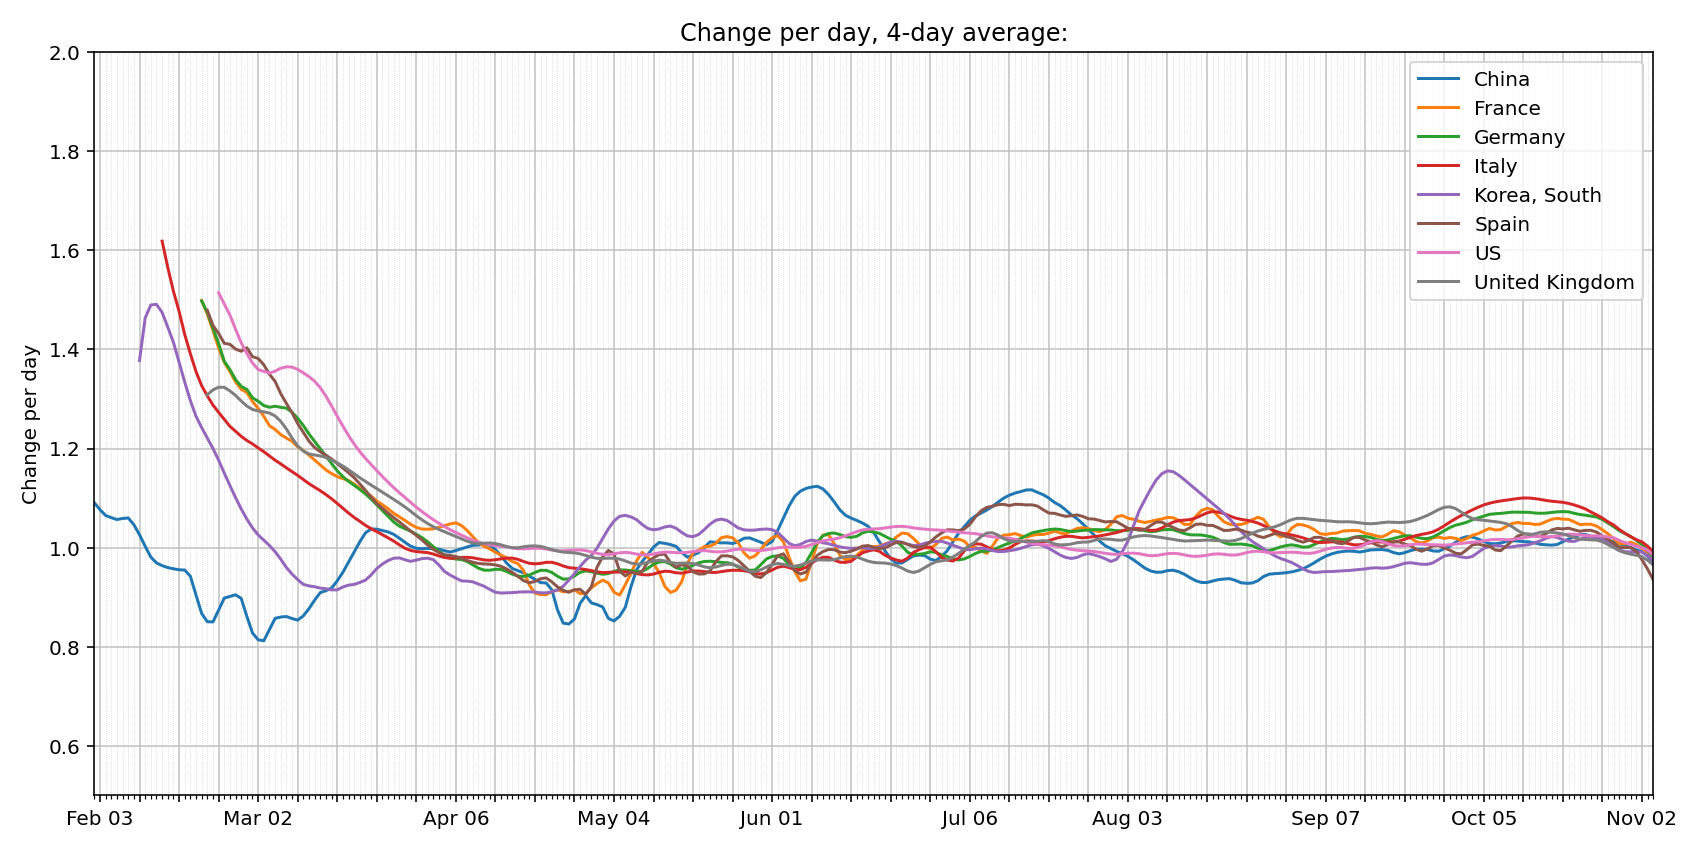 Change per day, 4-day average:
Change per day
2.0
1.8
1.6
1.4
1.2
1.0
0.8
0.6
Feb 03 Mar 02 Apr 06 May 04 Jun 01 Jul 06 Aug 03 Sep 07 Oct 05 Nov 02
China
France
Germany
Italy
Korea, South
Spain
US
United Kingdom